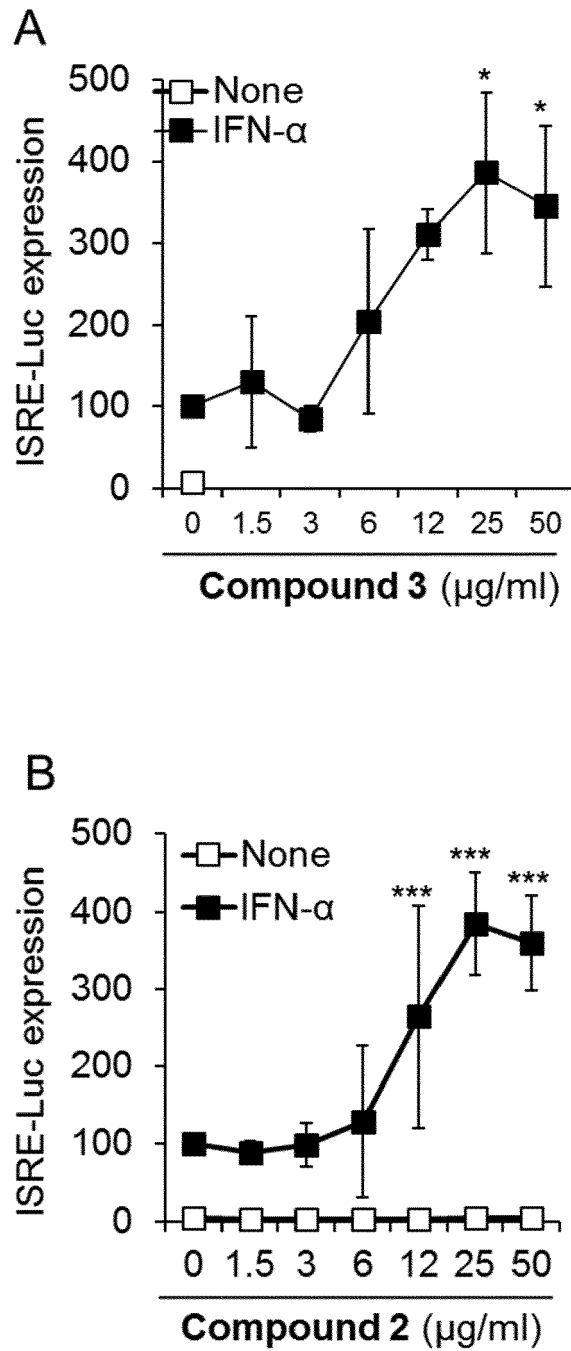 A
500
400
300
200
100
0
ISRE-Luc expression
None
IFN-α
*
*
0 1.5 3 6 12 25 50
Compound 3 (µg/ml)
B
500
400
300
200
100
0
ISRE-Luc expression
None
IFN-α
***
***
***
0 1.5 3 6 12 25 50
Compound 2 (µg/ml)